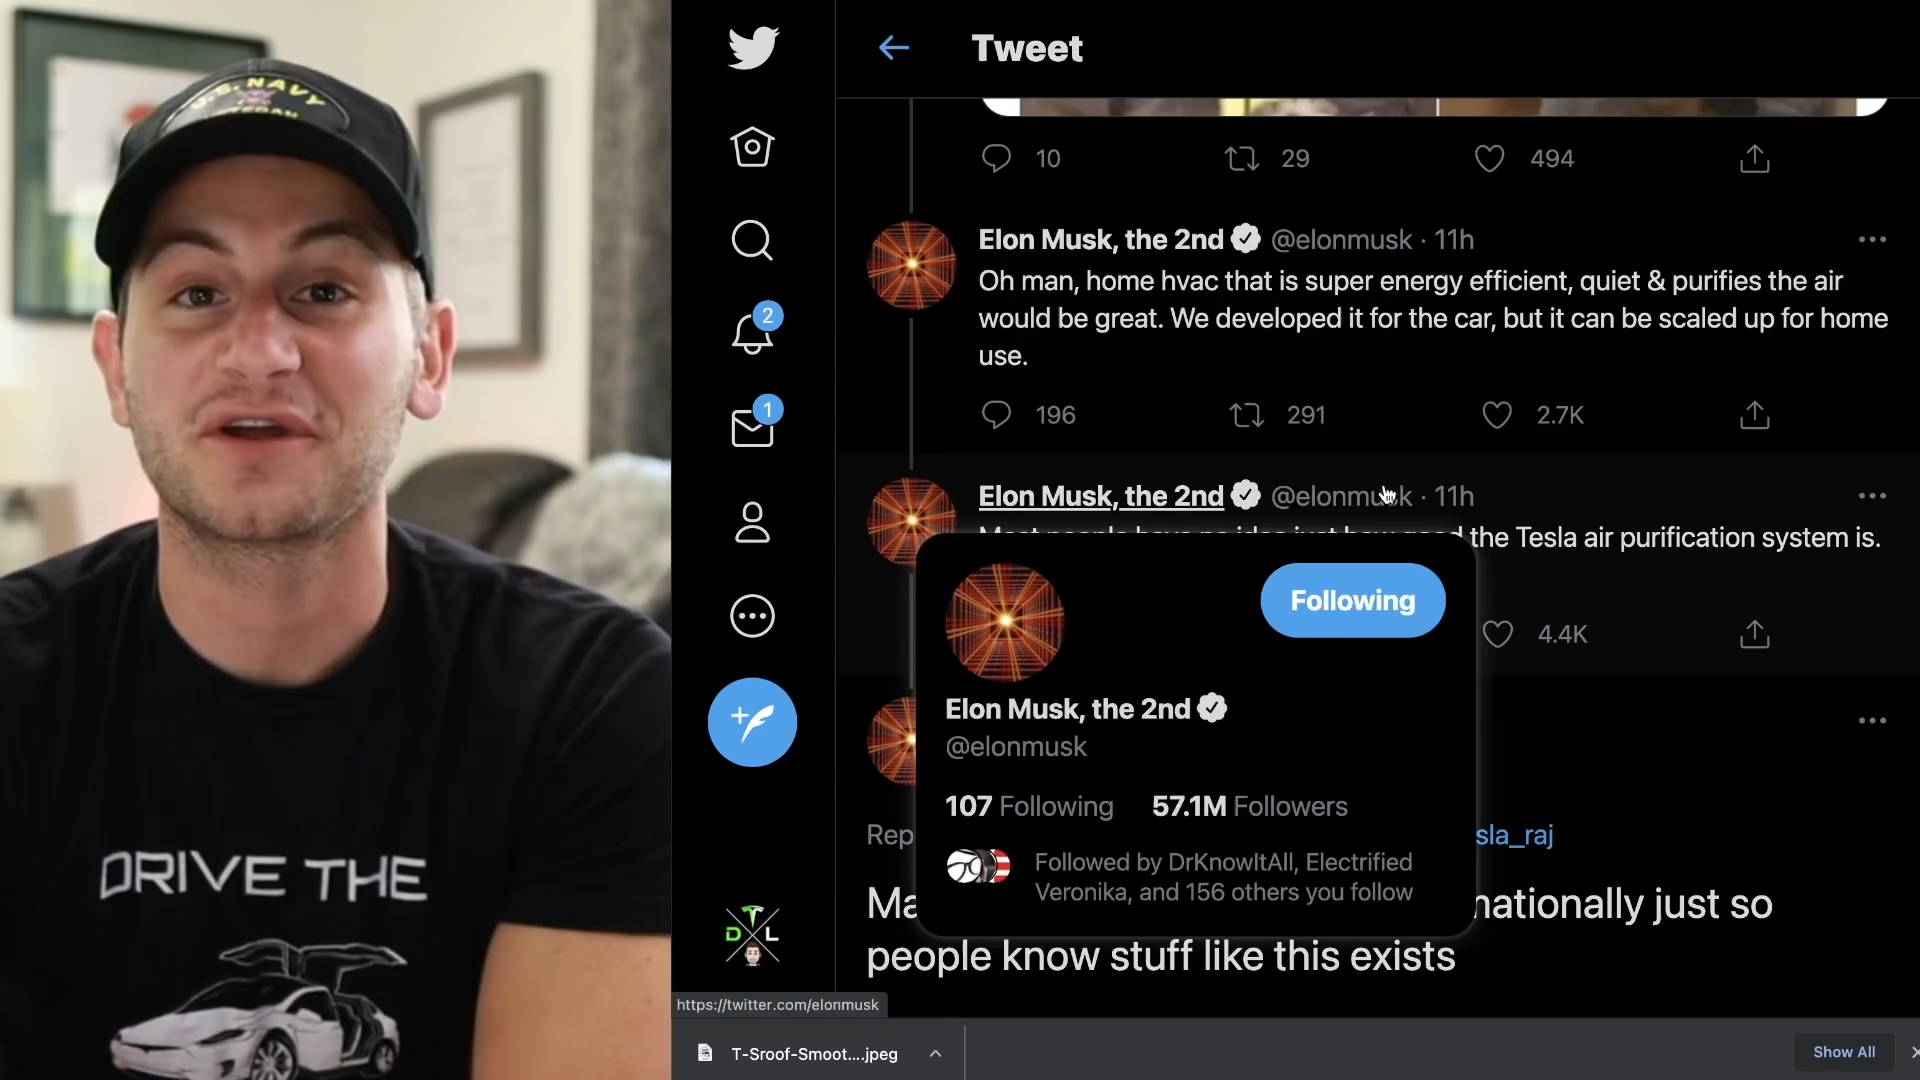 U.S. NAVY
VETERAN
DRIVE THE
Tweet
10 29 494
Elon Musk, the 2nd @elonmusk · 11h
Oh man, home hvac that is super energy efficient, quiet & purifies the air
would be great. We developed it for the car, but it can be scaled up for home
use.
196 291 2.7K
2
1
Elon Musk, the 2nd @elonmusk · 11h
the Tesla air purification system is.
4.4K
Following
Elon Musk, the 2nd
@elonmusk
107 Following 57.1M Followers
Followed by DrKnowItAll, Electrified
Veronika, and 156 others you follow
Rep
sla_raj
Ma
nationally just so
people know stuff like this exists
D T L
https://twitter.com/elonmusk
T-Sroof-Smoot....jpeg
Show All